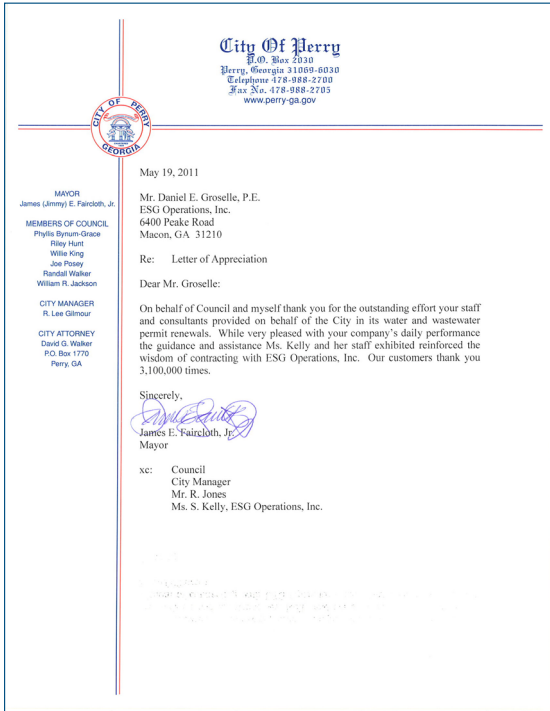 City Of Perry
P.O. Box 2030
Perry, Georgia 31069-6030
Telephone 478-988-2700
Fax No. 478-988-2705
www.perry-ga.gov
CITY OF PERRY
GEORGIA
May 19, 2011
MAYOR
James (Jimmy) E. Faircloth, Jr.
MEMBERS OF COUNCIL
Phyllis Bynum-Grace
Riley Hunt
Willie King
Joe Posey
Randall Walker
William R. Jackson
CITY MANAGER
R. Lee Gilmour
CITY ATTORNEY
David G. Walker
P.O. Box 1770
Perry, GA
Mr. Daniel E. Groselle, P.E.
ESG Operations, Inc.
6400 Peake Road
Macon, GA 31210
Re: Letter of Appreciation
Dear Mr. Groselle:
On behalf of Council and myself thank you for the outstanding effort your staff
and consultants provided on behalf of the City in its water and wastewater
permit renewals. While very pleased with your company's daily performance
the guidance and assistance Ms. Kelly and her staff exhibited reinforced the
wisdom of contracting with ESG Operations, Inc. Our customers thank you
3,100,000 times.
Sincerely,
James E. Faircloth, Jr.
Mayor
xc: Council
City Manager
Mr. R. Jones
Ms. S. Kelly, ESG Operations, Inc.